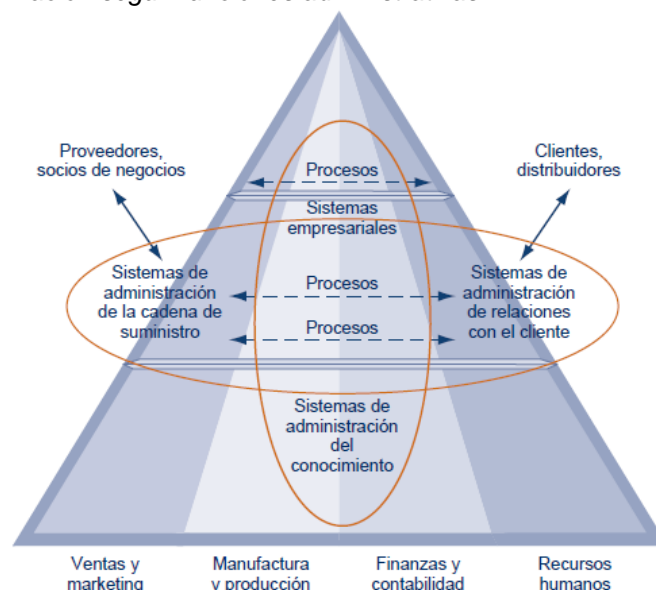 Procesos
Proveedores,
socios de negocios
Clientes,
distribuidores
Sistemas
empresariales
Sistemas de
administración
de la cadena de
suministro
Procesos
Procesos
Sistemas de
administración
de relaciones
con el cliente
Sistemas de
administración
del
conocimiento
Ventas y
marketing
Manufactura
y producción
Finanzas y
contabilidad
Recursos
humanos